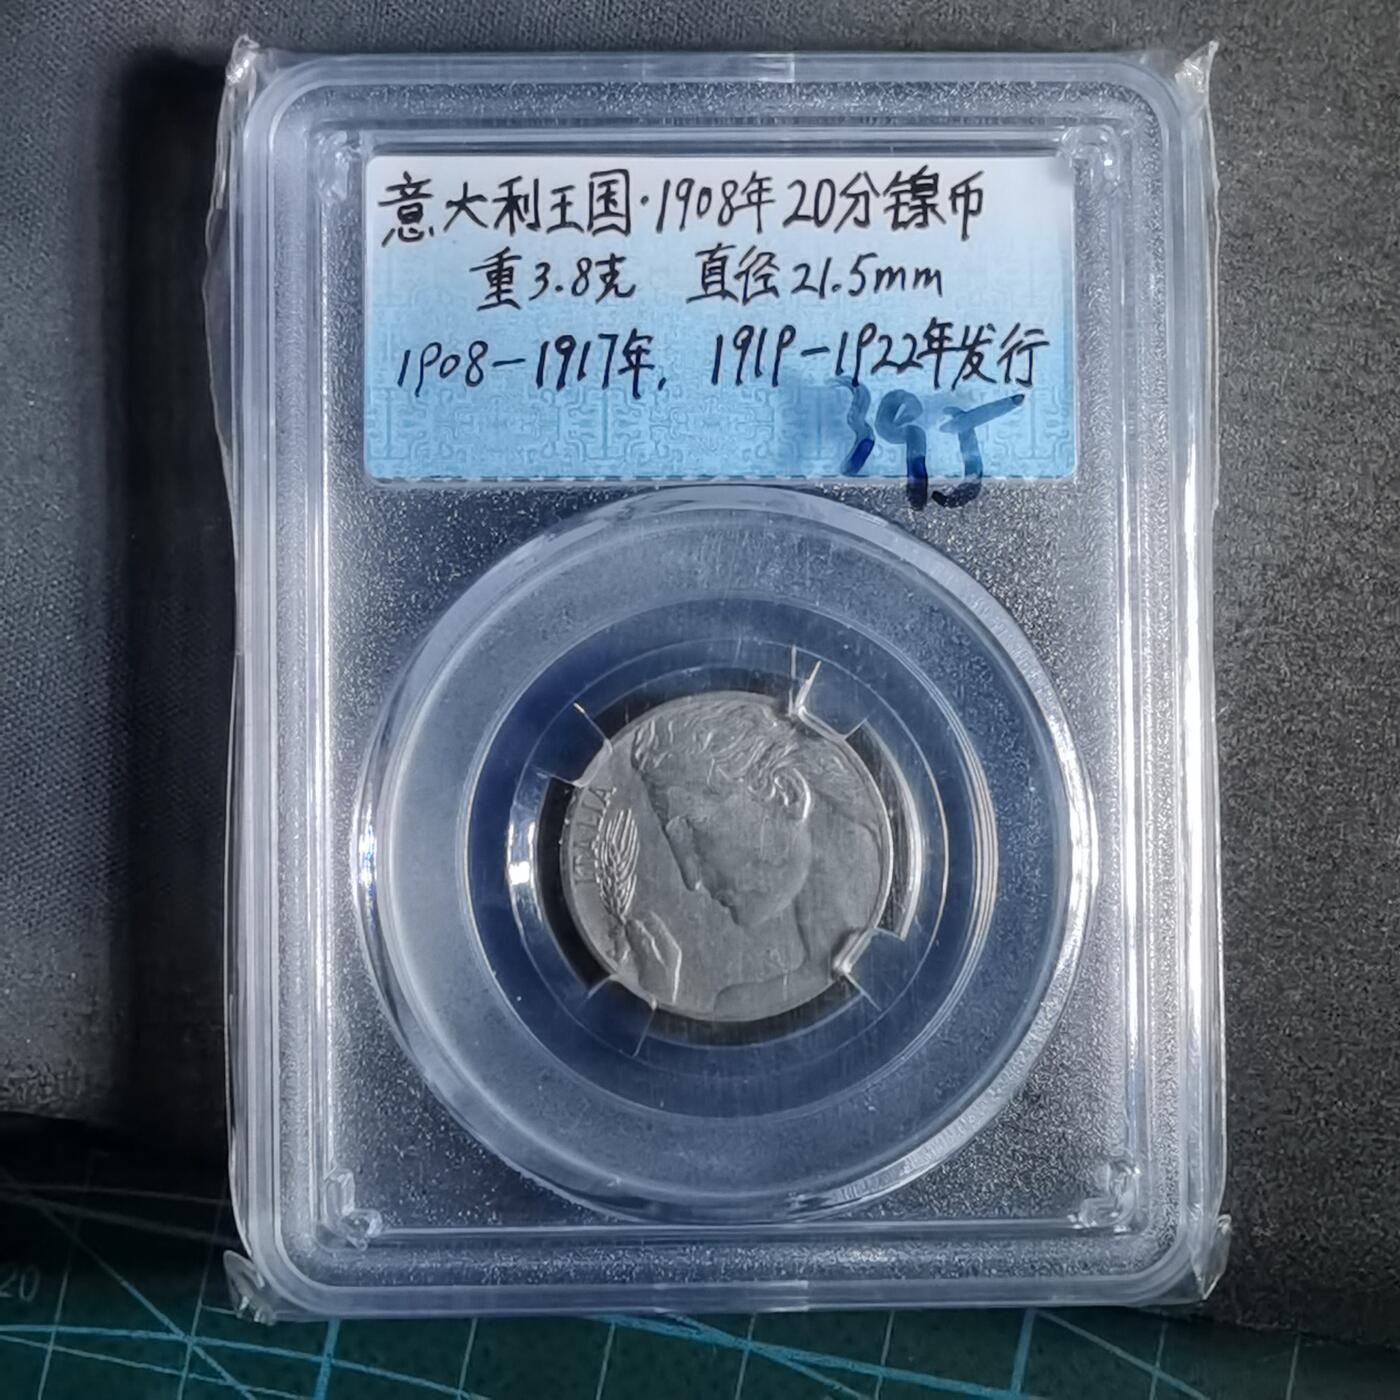 意大利王国·1908年20分镍币
重3.8克 直径21.5mm
1908-1917年, 1919-1922年发行
ITALIA
20